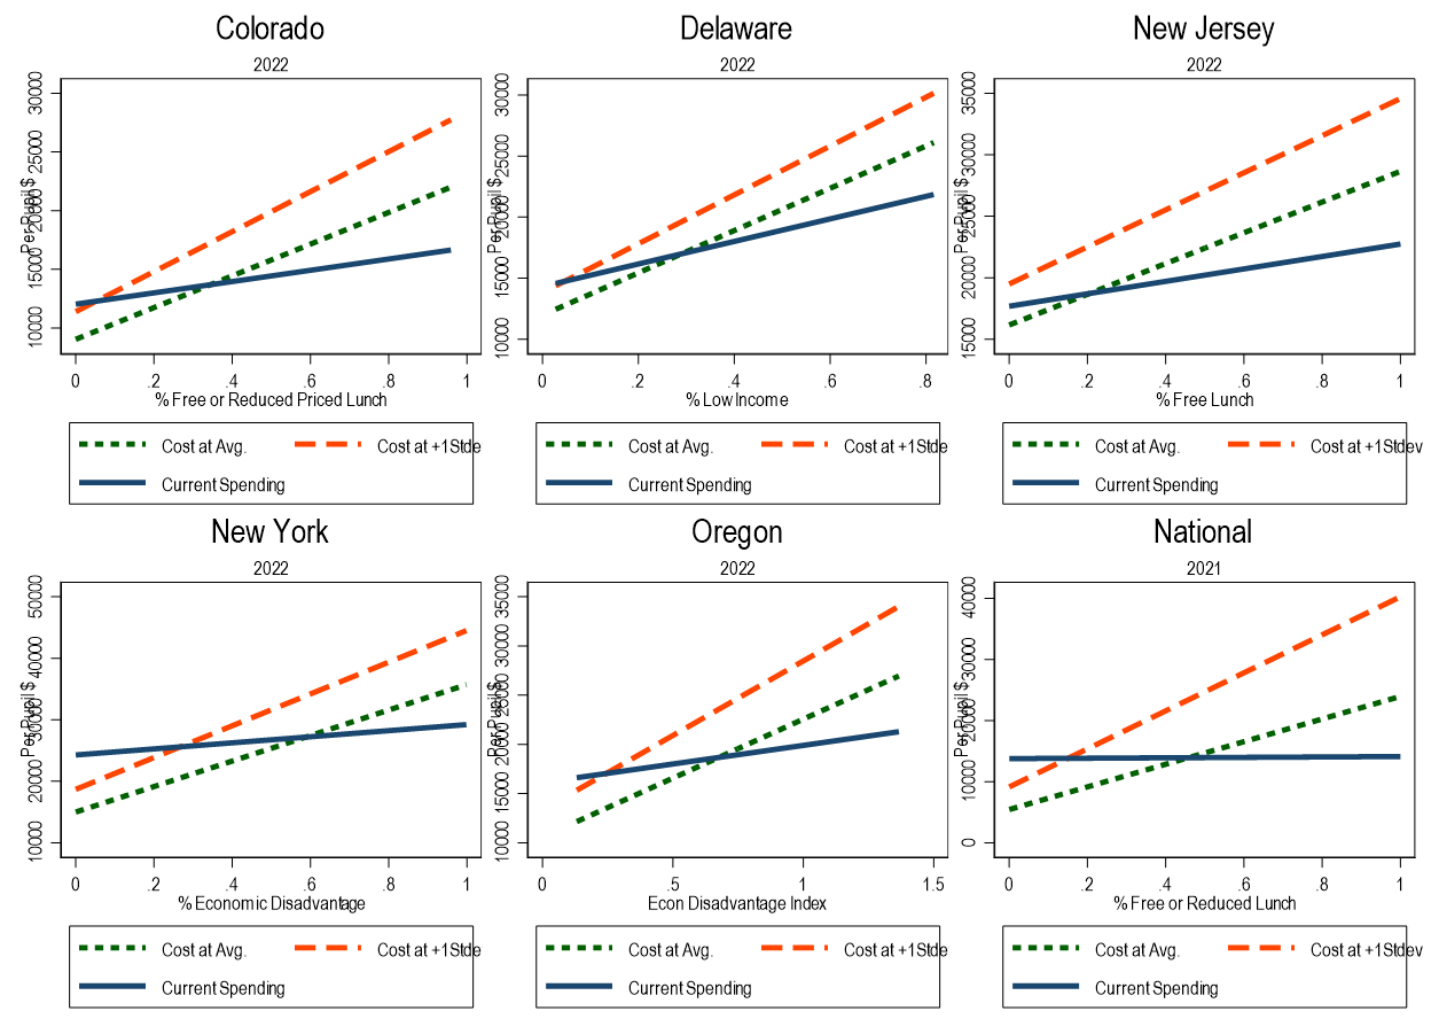 Colorado
2022
30000
25000
20000
15000
10000
Per Pupil $
0 .2 .4 .6 .8 1
% Free or Reduced Priced Lunch
Cost at Avg. Cost at +1Stde
Current Spending
Delaware
2022
30000
25000
20000
15000
10000
Per Pupil $
0 .2 .4 .6 .8
% Low Income
Cost at Avg. Cost at +1Stde
Current Spending
New Jersey
2022
35000
30000
25000
20000
15000
Per Pupil $
0 .2 .4 .6 .8 1
% Free Lunch
Cost at Avg. Cost at +1Stdev
Current Spending
New York
2022
50000
40000
30000
20000
10000
Per Pupil $
0 .2 .4 .6 .8 1
% Economic Disadvantage
Cost at Avg. Cost at +1Stde
Current Spending
Oregon
2022
35000
30000
25000
20000
15000
10000
Per Pupil $
0 .5 1 1.5
Econ Disadvantage Index
Cost at Avg. Cost at +1Stde
Current Spending
National
2021
40000
30000
20000
10000
0
Per Pupil $
0 .2 .4 .6 .8 1
% Free or Reduced Lunch
Cost at Avg. Cost at +1Stdev
Current Spending